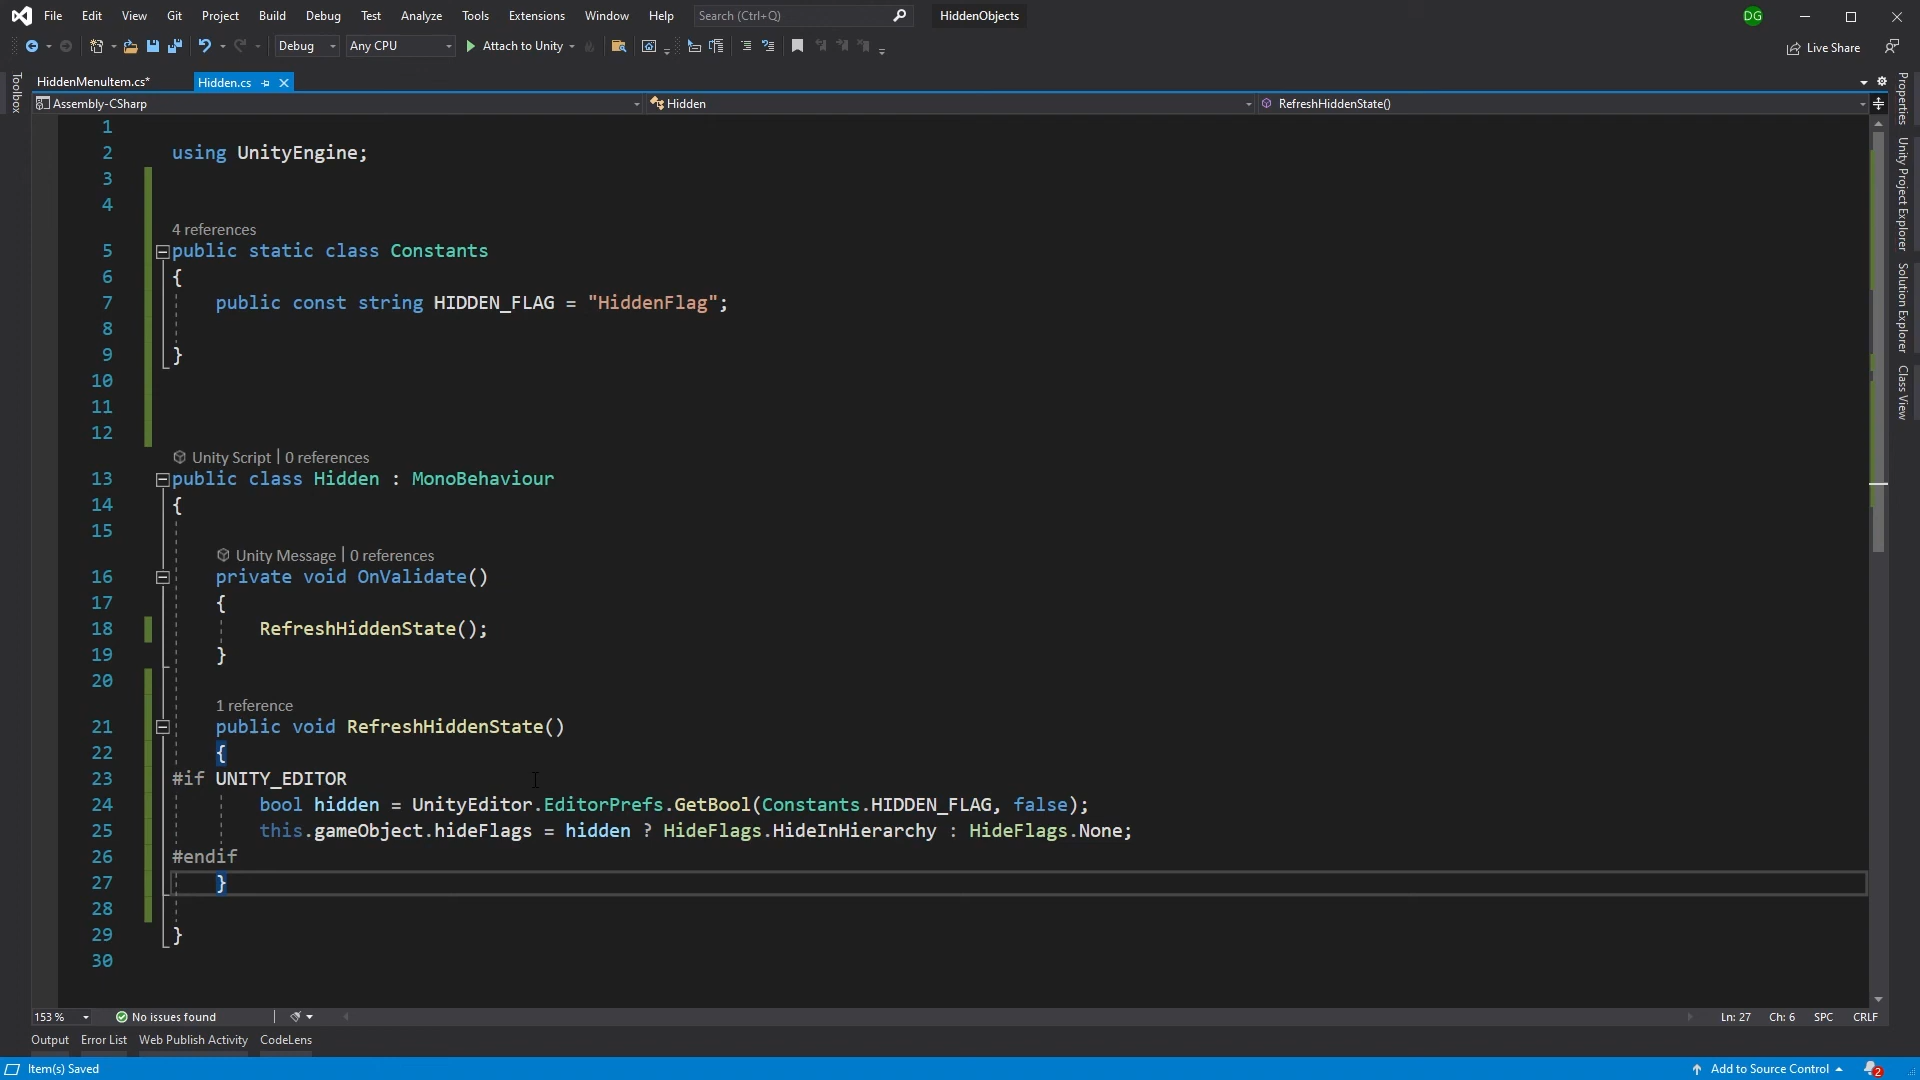 File Edit View Git Project Build Debug Test Analyze Tools Extensions Window Help Search (Ctrl+Q) HiddenObjects DG
Debug Any CPU Attach to Unity Live Share
HiddenMenuItem.cs* Hidden.cs
Assembly-CSharp Hidden RefreshHiddenState()
Toolbox
1
2 using UnityEngine;
3
4
4 references
5 public static class Constants
6 {
7 public const string HIDDEN_FLAG = "HiddenFlag";
8
9 }
10
11
12
Unity Script | 0 references
13 public class Hidden : MonoBehaviour
14 {
15
Unity Message | 0 references
16 private void OnValidate()
17 {
18 RefreshHiddenState();
19 }
20
1 reference
21 public void RefreshHiddenState()
22 {
23 #if UNITY_EDITOR
24 bool hidden = UnityEditor.EditorPrefs.GetBool(Constants.HIDDEN_FLAG, false);
25 this.gameObject.hideFlags = hidden ? HideFlags.HideInHierarchy : HideFlags.None;
26 #endif
27 }
28
29 }
30
Properties
Unity Project Explorer
Solution Explorer
Class View
153 % No issues found Ln: 27 Ch: 6 SPC CRLF
Output Error List Web Publish Activity CodeLens
Item(s) Saved Add to Source Control 2